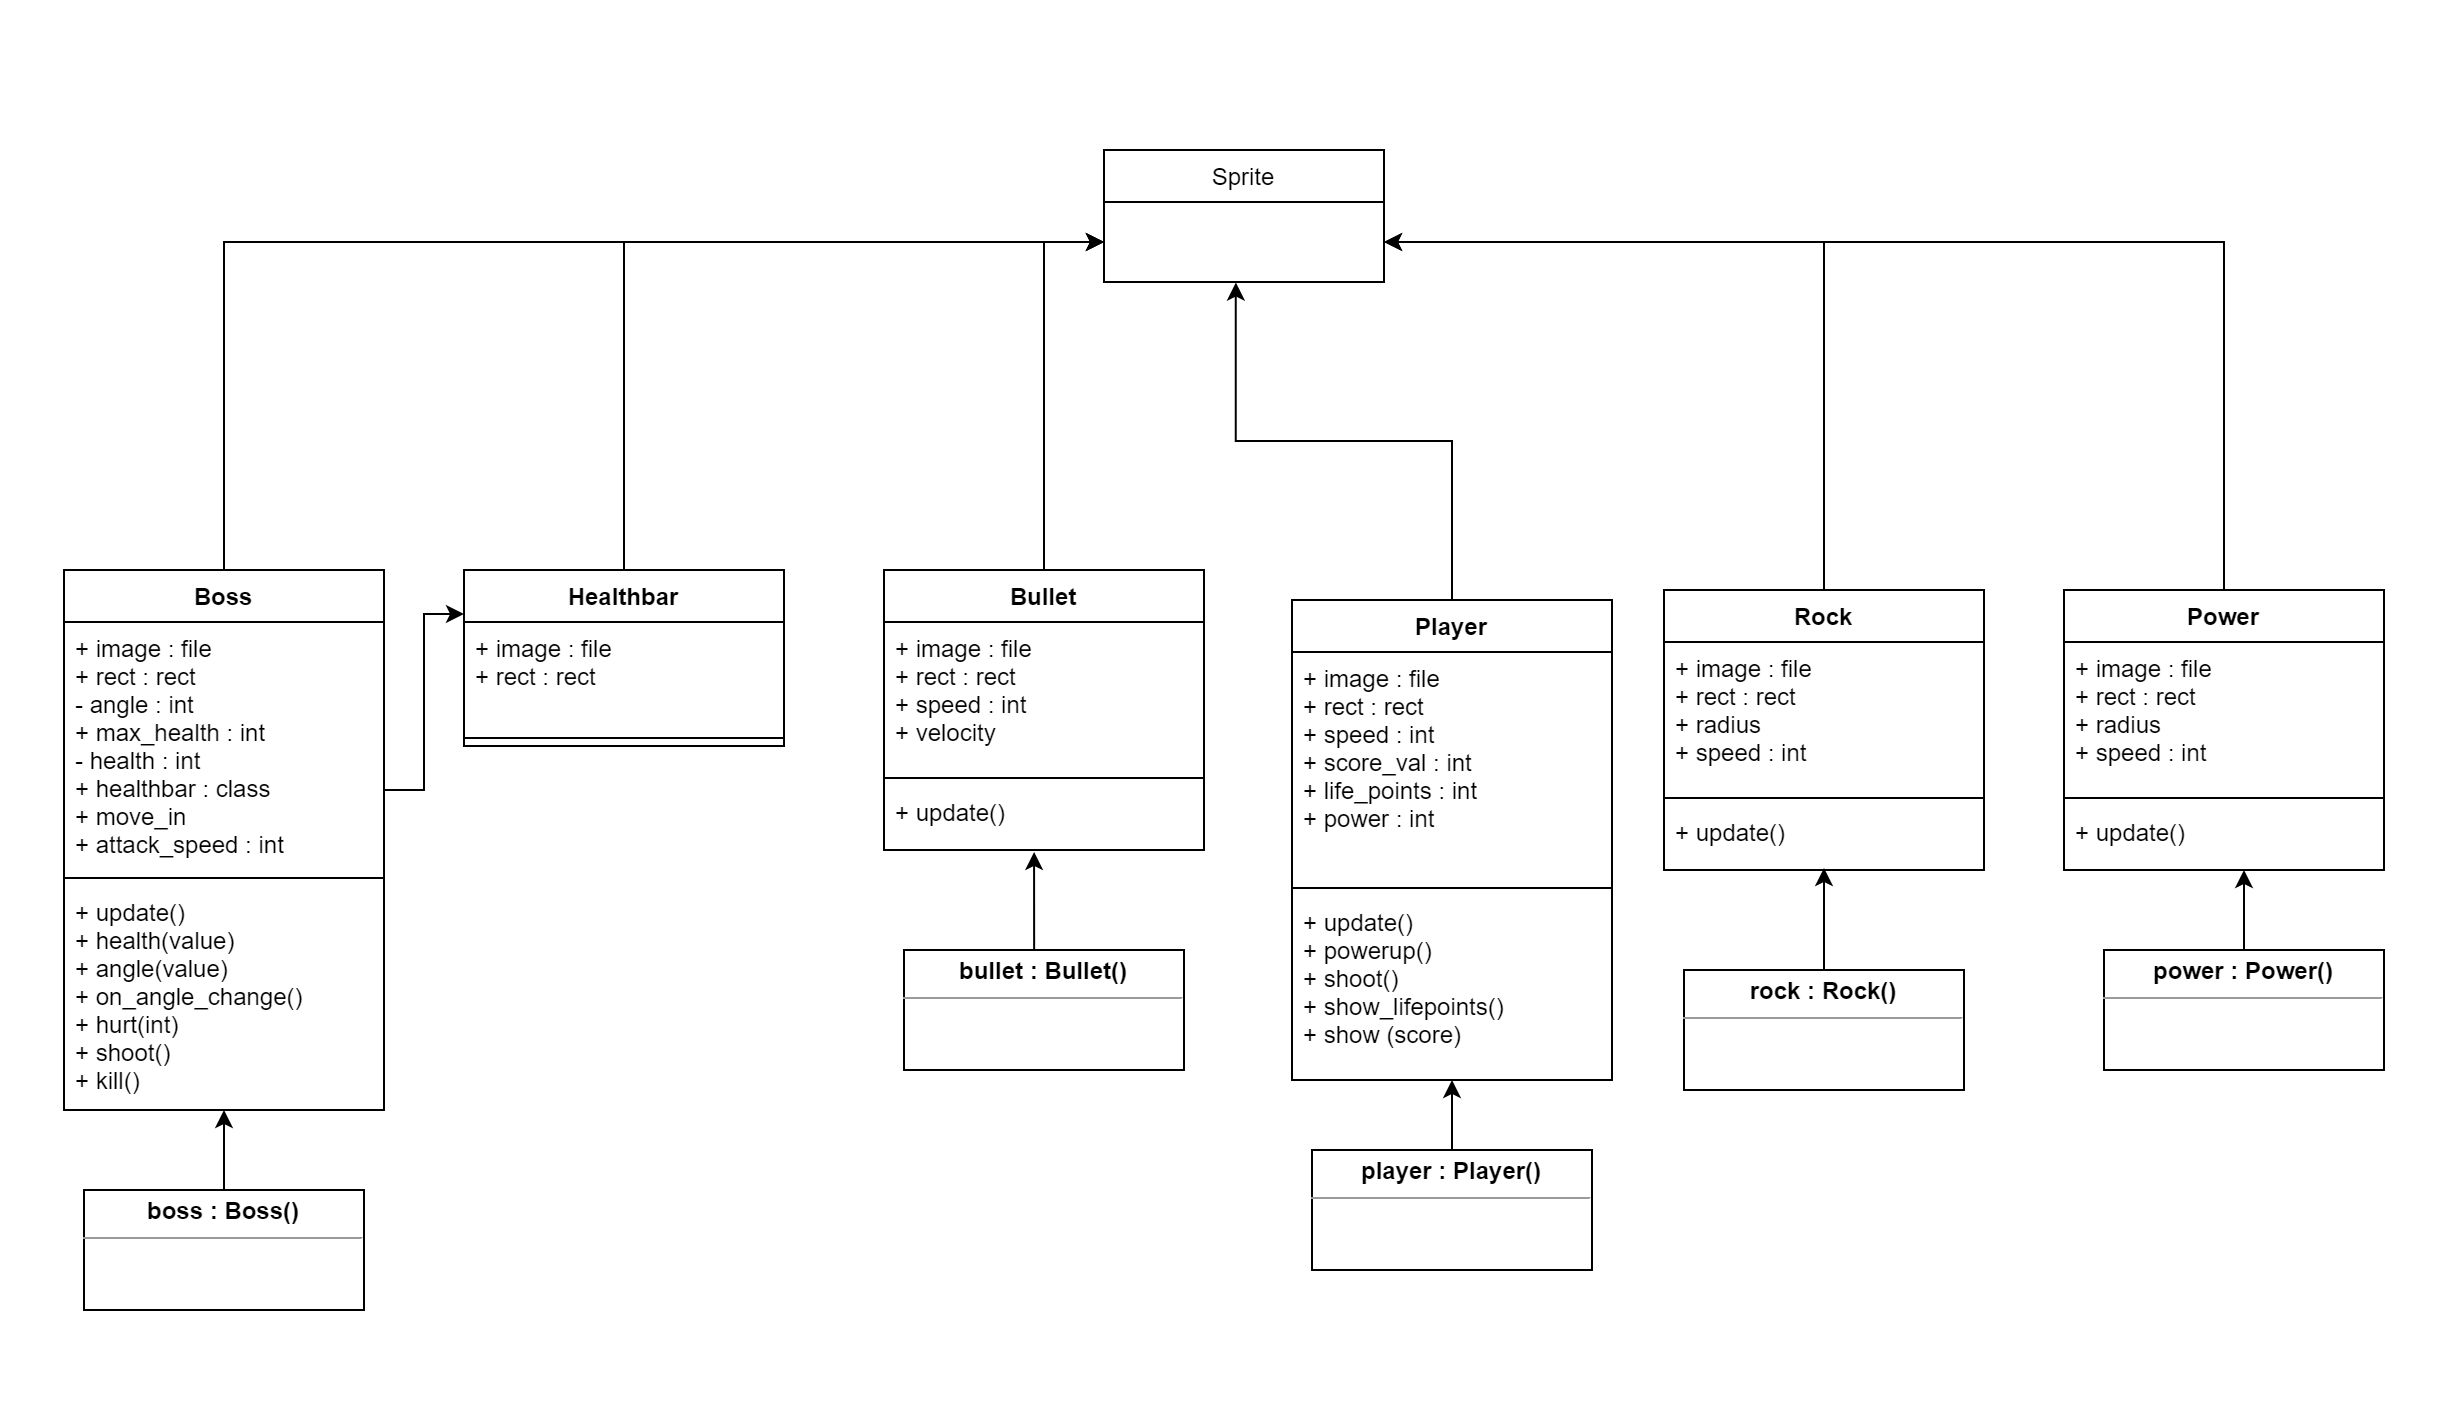 Sprite
Boss
+ image : file
+ rect : rect
- angle : int
+ max_health : int
- health : int
+ healthbar : class
+ move_in
+ attack_speed : int
+ update()
+ health(value)
+ angle(value)
+ on_angle_change()
+ hurt(int)
+ shoot()
+ kill()
boss : Boss()
Healthbar
+ image : file
+ rect : rect
Bullet
+ image : file
+ rect : rect
+ speed : int
+ velocity
+ update()
bullet : Bullet()
Player
+ image : file
+ rect : rect
+ speed : int
+ score_val : int
+ life_points : int
+ power : int
+ update()
+ powerup()
+ shoot()
+ show_lifepoints()
+ show (score)
player : Player()
Rock
+ image : file
+ rect : rect
+ radius
+ speed : int
+ update()
rock : Rock()
Power
+ image : file
+ rect : rect
+ radius
+ speed : int
+ update()
power : Power()